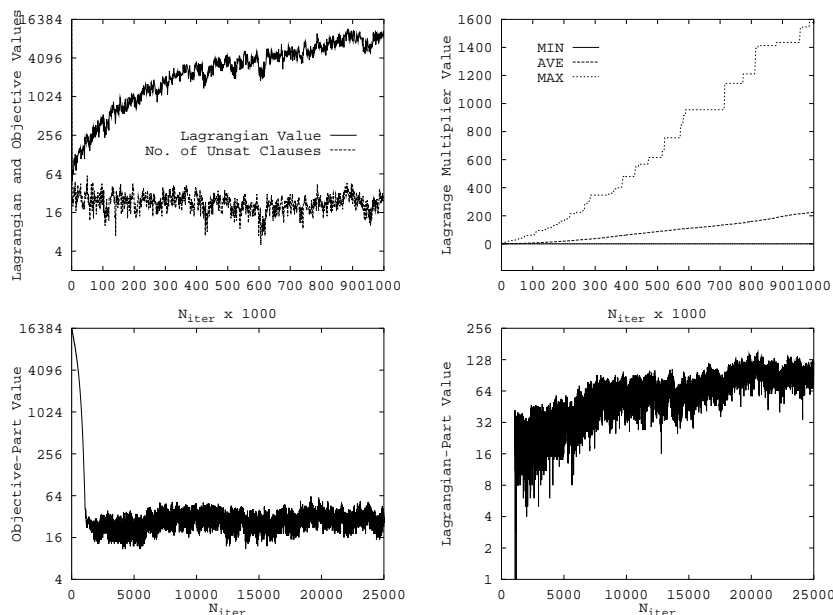 Lagrangian and Objective Values
16384
4096
1024
256
64
16
4
Lagrangian Value
No. of Unsat Clauses
0 100 200 300 400 500 600 700 800 900 1000
N_iter x 1000
Lagrange Multiplier Value
1600
1400
1200
1000
800
600
400
200
0
MIN
AVE
MAX
0 100 200 300 400 500 600 700 800 900 1000
N_iter x 1000
Objective-Part Value
16384
4096
1024
256
64
16
4
0 5000 10000 15000 20000 25000
N_iter
Lagrangian-Part Value
256
128
64
32
16
8
4
2
1
0 5000 10000 15000 20000 25000
N_iter